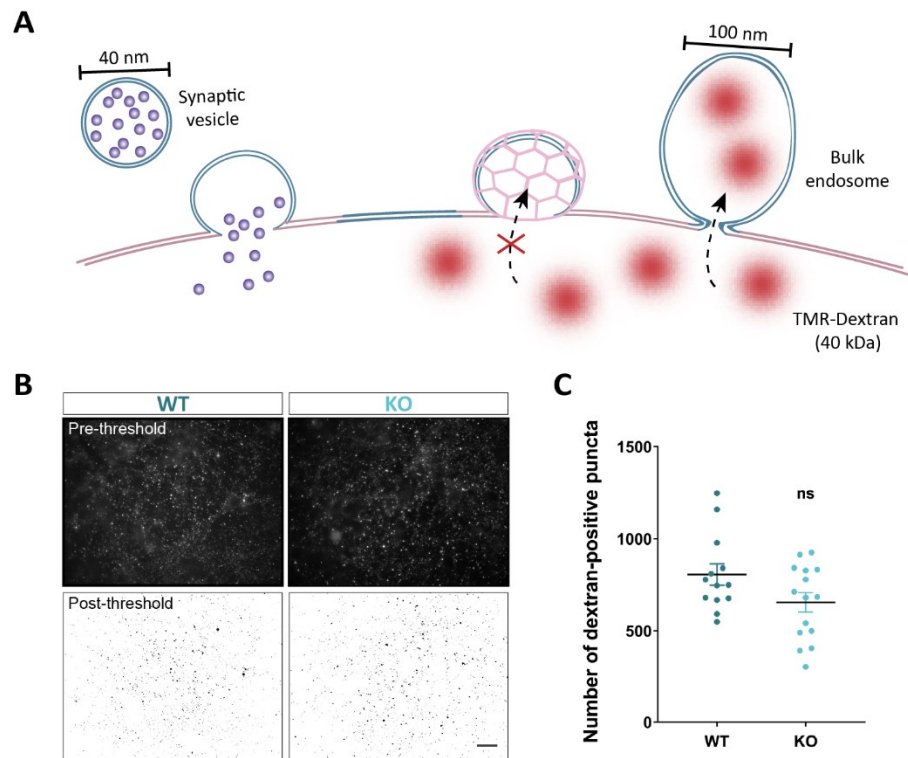 A
40 nm
Synaptic
vesicle
100 nm
Bulk
endosome
TMR-Dextran
(40 kDa)
B
WT
KO
Pre-threshold
Post-threshold
C
Number of dextran-positive puncta
1500
1000
500
0
ns
WT
KO